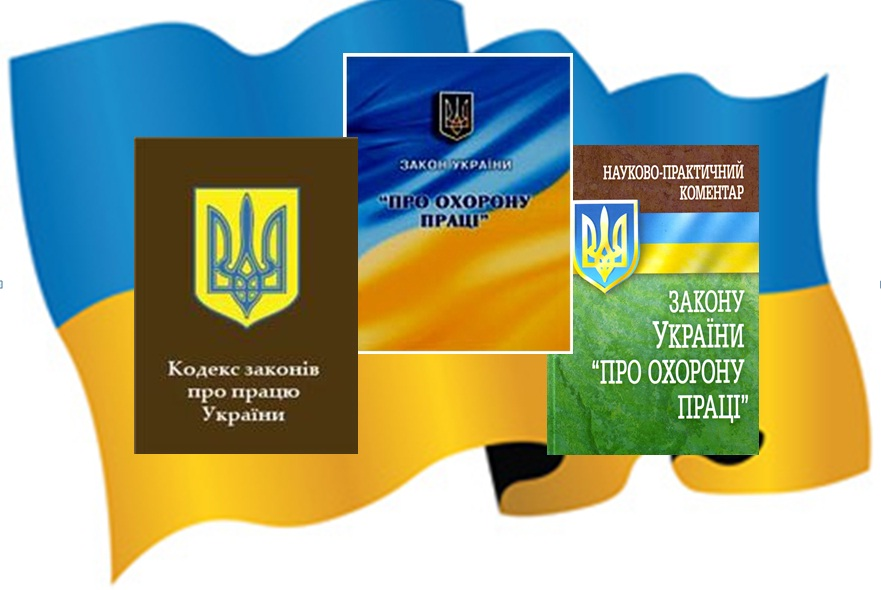 Кодекс законів
про працю
України
ЗАКОН УКРАЇНИ
“ПРО ОХОРОНУ
ПРАЦІ”
НАУКОВО-ПРАКТИЧНИЙ
КОМЕНТАР
ЗАКОНУ
УКРАЇНИ
“ПРО ОХОРОНУ
ПРАЦІ”